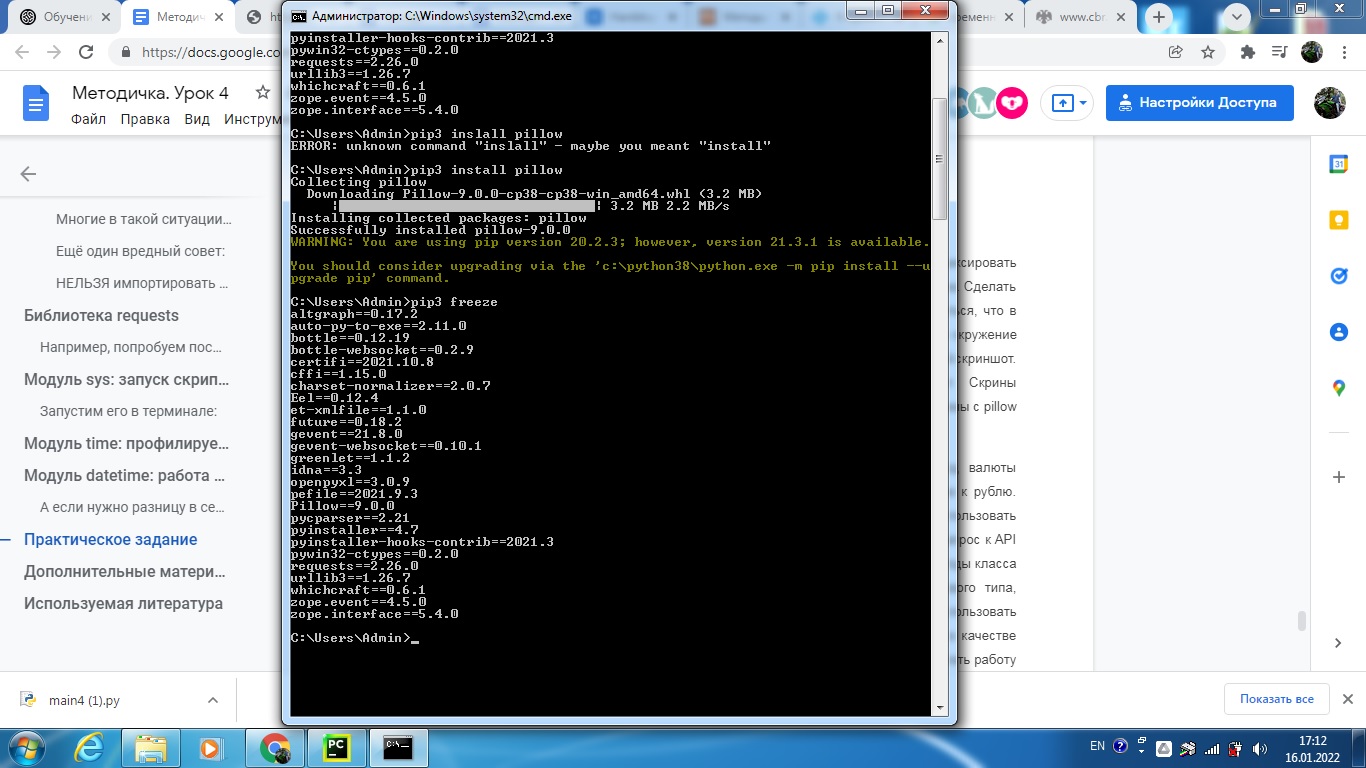 Обучени
Методич
ht
ременн
www.cbr.
https://docs.google.co
Методичка. Урок 4
Файл Правка Вид Инструм
Настройки Доступа
Многие в такой ситуации…
Ещё один вредный совет:
НЕЛЬЗЯ импортировать …
Библиотека requests
Например, попробуем пос…
Модуль sys: запуск скрип…
Запустим его в терминале:
Модуль time: профилируе…
Модуль datetime: работа …
А если нужно разницу в се…
Практическое задание
Дополнительные матери…
Используемая литература
Администратор: C:\Windows\system32\cmd.exe
pyinstaller-hooks-contrib==2021.3
pywin32-ctypes==0.2.0
requests==2.26.0
urllib3==1.26.7
whichcraft==0.6.1
zope.event==4.5.0
zope.interface==5.4.0
C:\Users\Admin>pip3 inslall pillow
ERROR: unknown command "inslall" - maybe you meant "install"
C:\Users\Admin>pip3 install pillow
Collecting pillow
Downloading Pillow-9.0.0-cp38-cp38-win_amd64.whl (3.2 MB)
3.2 MB 2.2 MB/s
Installing collected packages: pillow
Successfully installed pillow-9.0.0
WARNING: You are using pip version 20.2.3; however, version 21.3.1 is available.
You should consider upgrading via the 'c:\python38\python.exe -m pip install --u
pgrade pip' command.
C:\Users\Admin>pip3 freeze
altgraph==0.17.2
auto-py-to-exe==2.11.0
bottle==0.12.19
bottle-websocket==0.2.9
certifi==2021.10.8
cffi==1.15.0
charset-normalizer==2.0.7
Eel==0.12.4
et-xmlfile==1.1.0
future==0.18.2
gevent==21.8.0
gevent-websocket==0.10.1
greenlet==1.1.2
idna==3.3
openpyxl==3.0.9
pefile==2021.9.3
Pillow==9.0.0
pycparser==2.21
pyinstaller==4.7
pyinstaller-hooks-contrib==2021.3
pywin32-ctypes==0.2.0
requests==2.26.0
urllib3==1.26.7
whichcraft==0.6.1
zope.event==4.5.0
zope.interface==5.4.0
C:\Users\Admin>_
ксировать
Сделать
ся, что в
кружение
скриншот.
Скрины
ы с pillow
валюты
к рублю.
ользовать
рос к API
ды класса
ого типа,
ользовать
качестве
ть работу
31
main4 (1).py
Показать все
PC
EN
17:12
16.01.2022